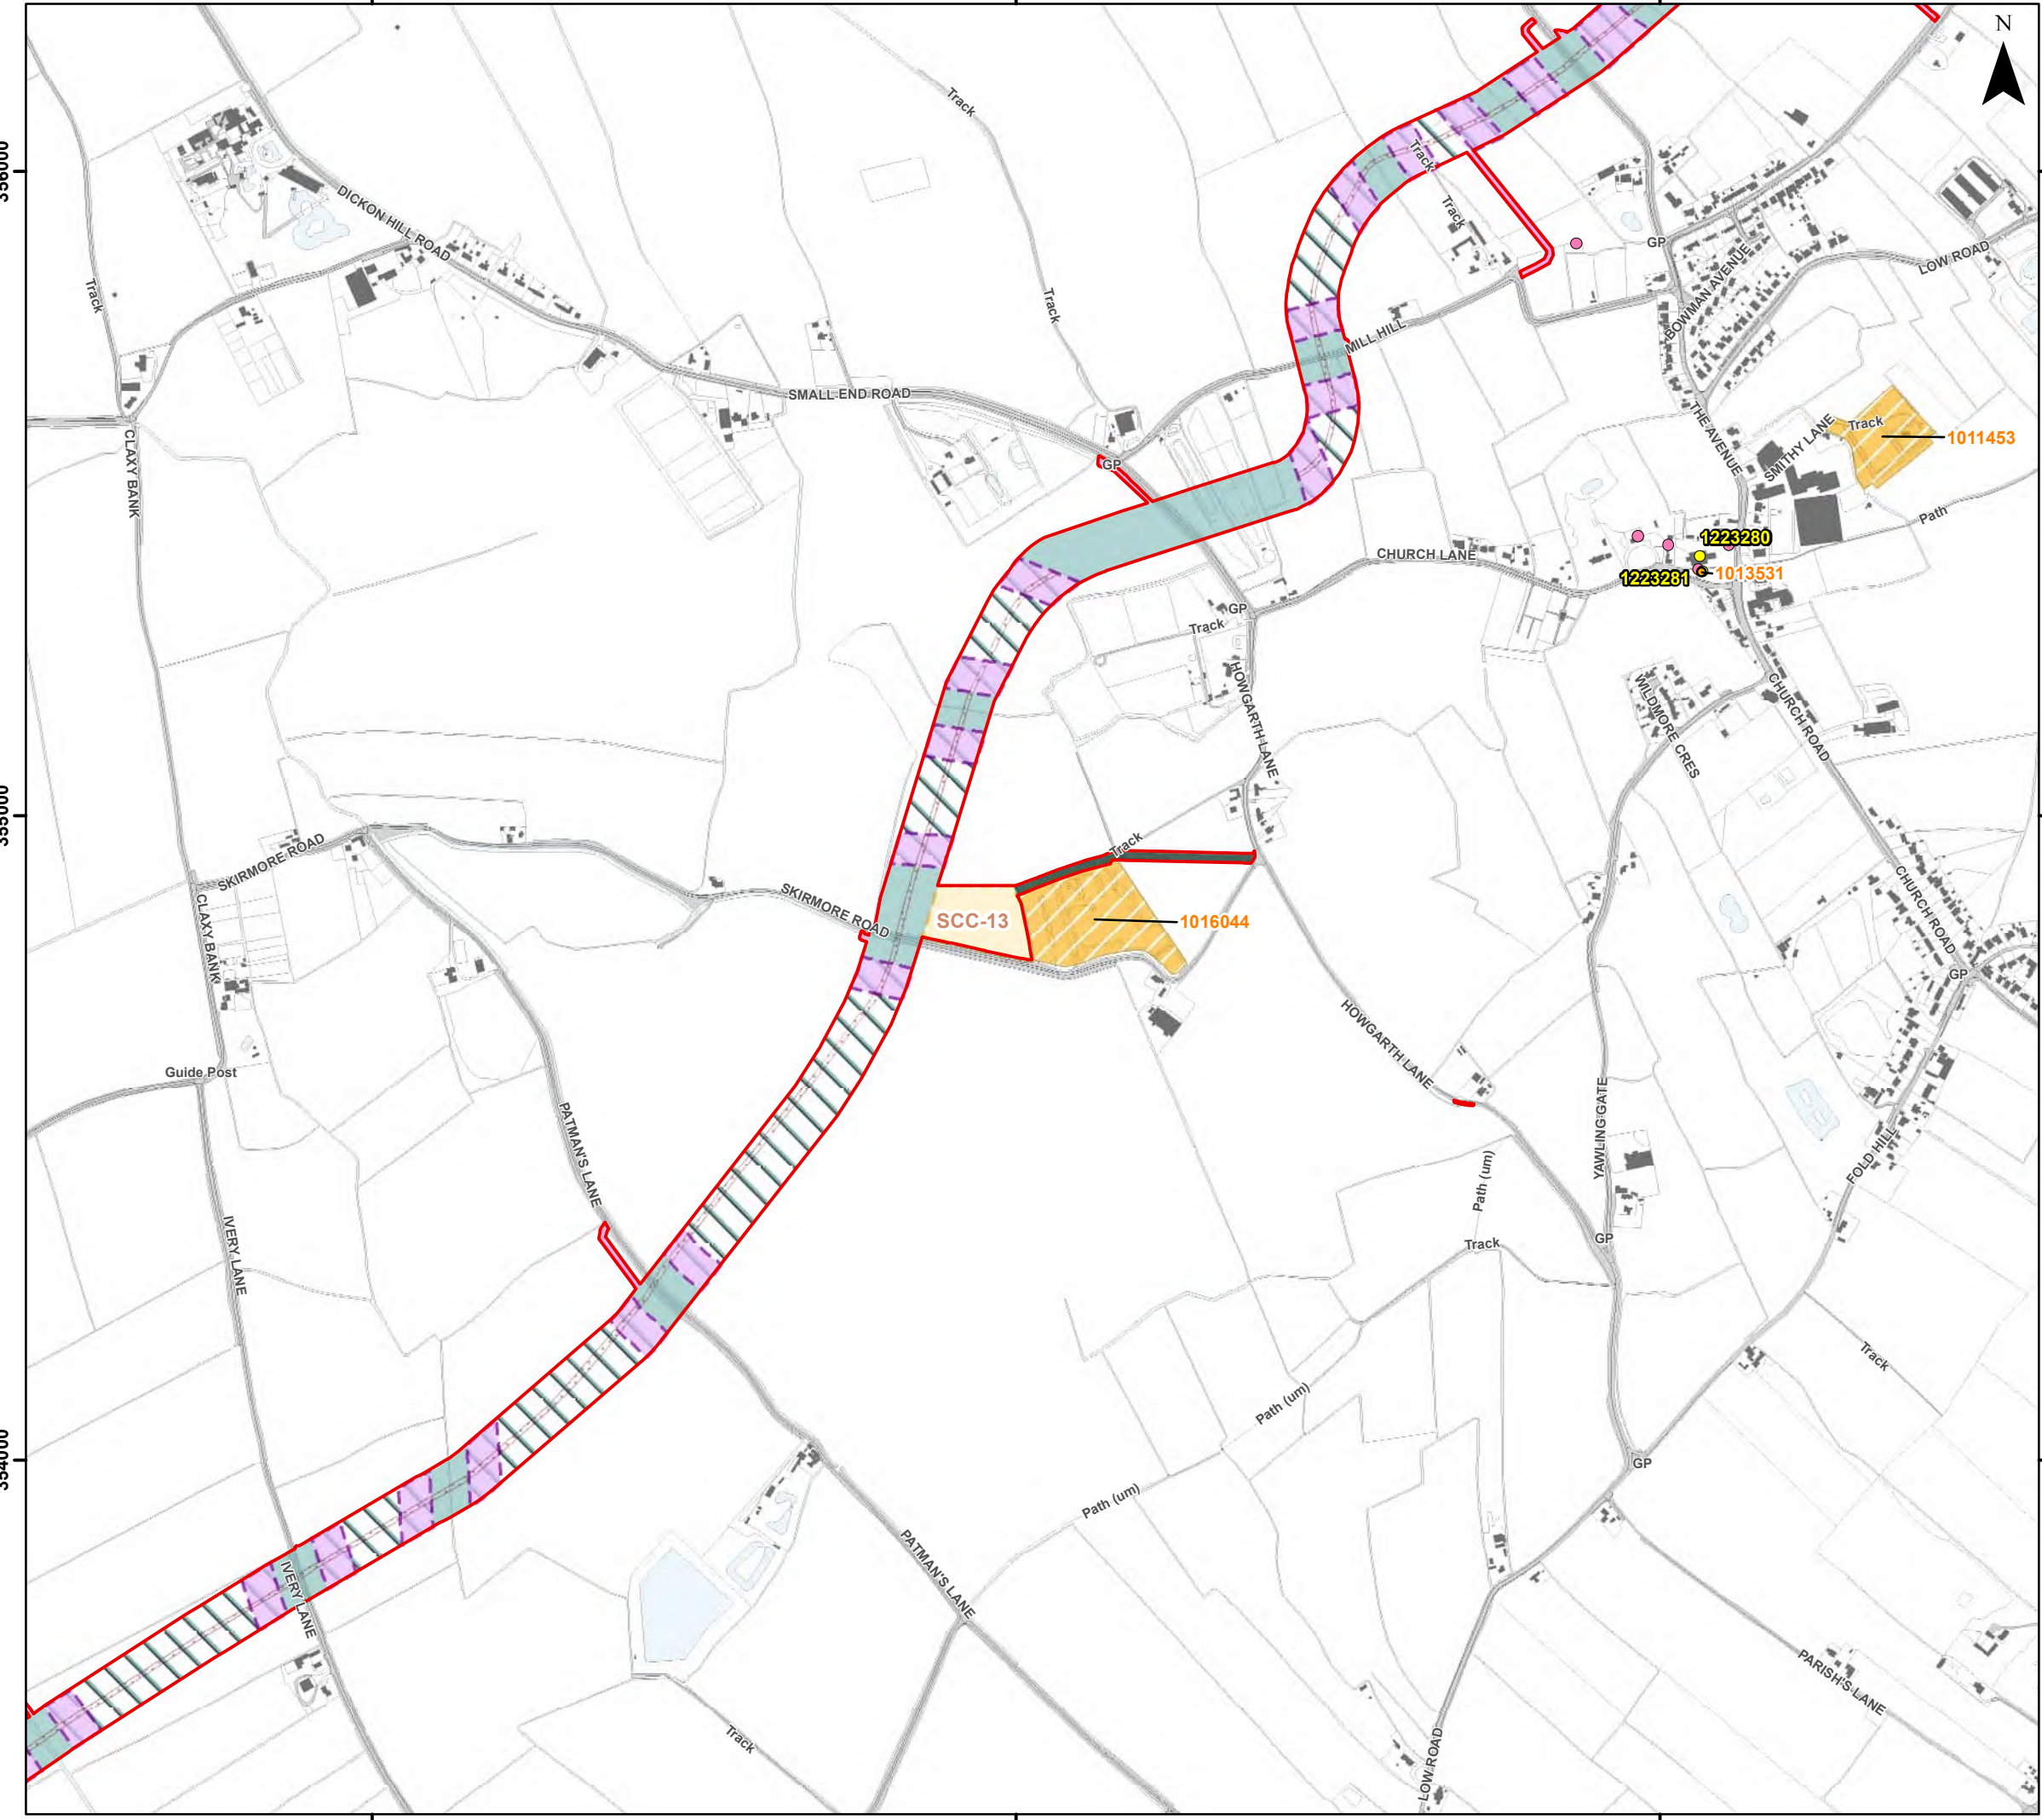 N
Track
356000
DICKON HILL ROAD
Track
Track
GP
LOW ROAD
BOWMAN AVENUE
Track
Track
MILL HILL
SMALL END ROAD
THE AVENUE
SMITHY LANE
Track
1011453
CLAXY BANK
GP
Path
1223280
CHURCH LANE
1013531
1223281
GP
Track
HOWGARTH LANE
WILDMORE CRES
CHURCH ROAD
355000
SKIRMORE ROAD
Track
CLAXY BANK
SKIRMORE ROAD
SCC-13
1016044
CHURCH ROAD
GP
HOWGARTH LANE
Guide Post
PATMAN'S LANE
YAWLINGATE
FOLD HILL
Path (um)
IVERY LANE
Track
GP
Track
Path (um)
354000
GP
Path (um)
IVERY LANE
PATMAN'S LANE
PARISH'S LANE
Track
LOW ROAD